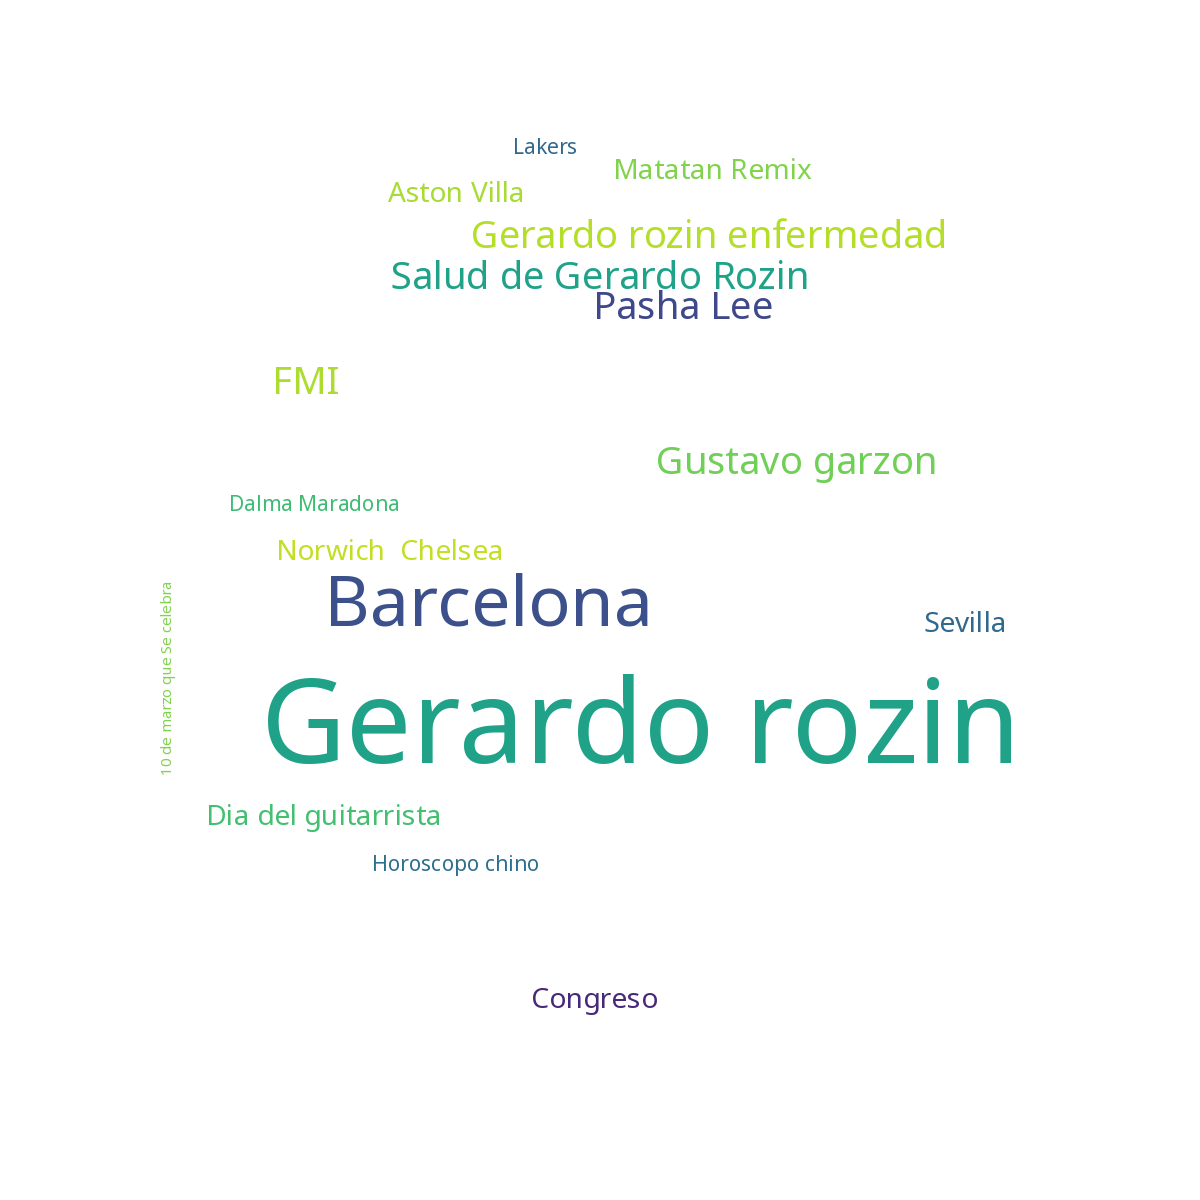 Lakers
Matatan Remix
Aston Villa
Gerardo rozin enfermedad
Salud de Gerardo Rozin
Pasha Lee
FMI
Gustavo garzon
Dalma Maradona
Norwich  Chelsea
Barcelona
10 de marzo que Se celebra
Sevilla
Gerardo rozin
Dia del guitarrista
Horoscopo chino
Congreso